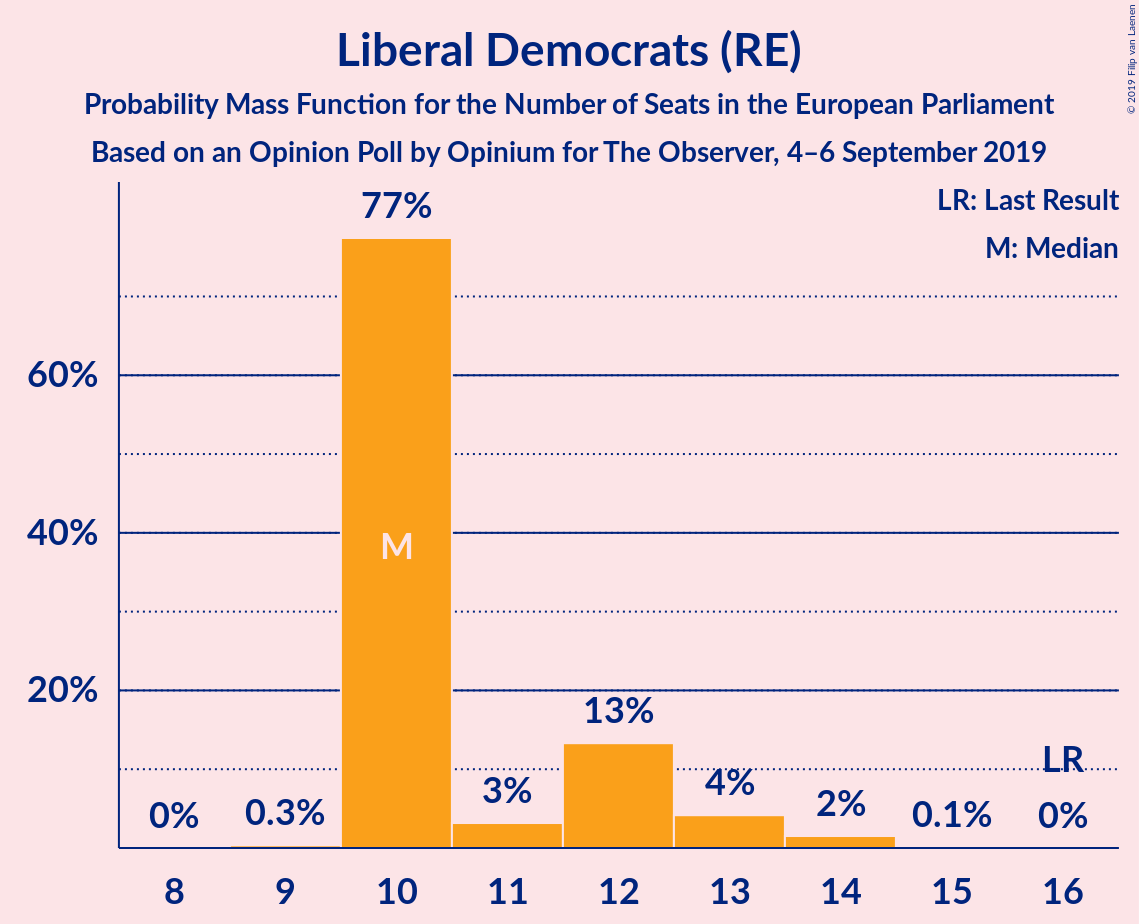 Liberal Democrats (RE)
Probability Mass Function for the Number of Seats in the European Parliament
Based on an Opinion Poll by Opinium for The Observer, 4–6 September 2019
© 2019 Filip van Laenen
LR: Last Result
M: Median
77%
60%
40%
20%
M
13%
LR
0%
0.3%
3%
4%
2%
0.1%
0%
8 9 10 11 12 13 14 15 16